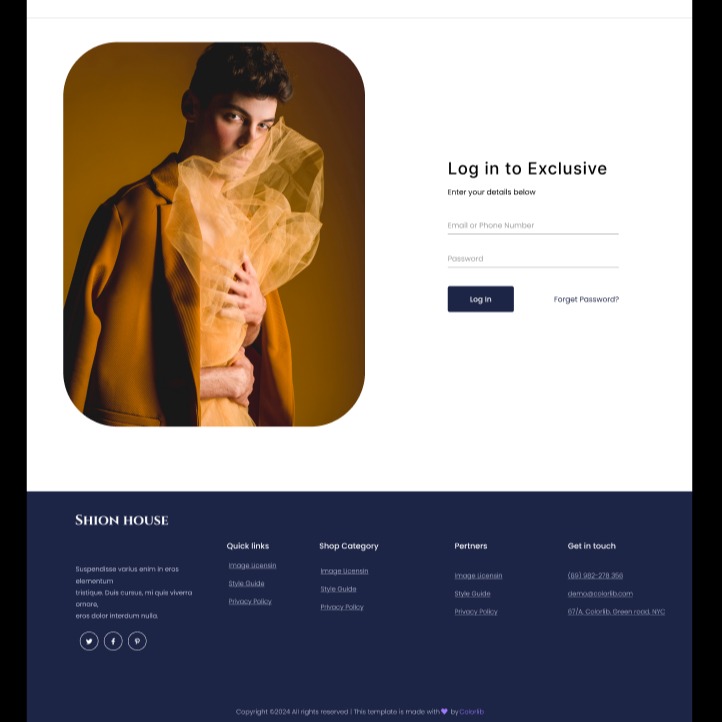 Log in to Exclusive
Enter your details below
Email or Phone Number
Password
Log In
Forget Password?
SHION HOUSE
Suspendisse varius enim in eros
elementum
tristique. Duis cursus, mi quis viverra
ornare,
eros dolor interdum nulla.
Quick links
Image Licensin
Style Guide
Privacy Policy
Shop Category
Image Licensin
Style Guide
Privacy Policy
Pertners
Image Licensin
Style Guide
Privacy Policy
Get in touch
(89) 982-278 356
demo@colorlib.com
67/A, Colorlib, Green road, NYC
Copyright ©2024 All rights reserved | This template is made with 💜 by Colorlib